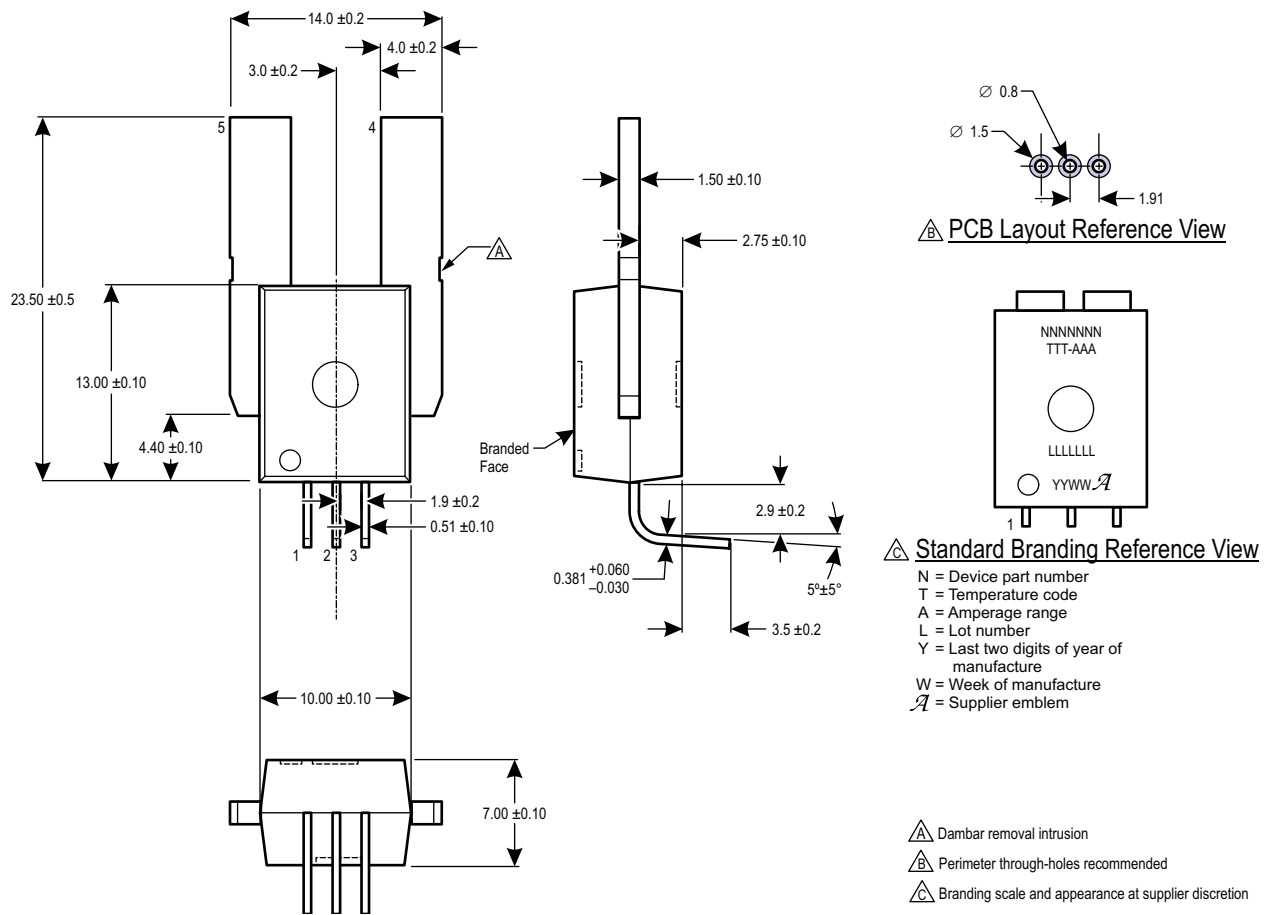 14.0 ±0.2
4.0 ±0.2
3.0 ±0.2
5
4
23.50 ±0.5
13.00 ±0.10
4.40 ±0.10
A
1.9 ±0.2
0.51 ±0.10
1
2
3
10.00 ±0.10
7.00 ±0.10
1.50 ±0.10
2.75 ±0.10
Branded
Face
2.9 ±0.2
0.381 +0.060
–0.030
5°±5°
3.5 ±0.2
Ø 0.8
Ø 1.5
1.91
B PCB Layout Reference View
NNNNNNN
TTT-AAA
LLLLLLL
YYWW A
1
C Standard Branding Reference View
N = Device part number
T = Temperature code
A = Amperage range
L = Lot number
Y = Last two digits of year of
manufacture
W = Week of manufacture
A = Supplier emblem
A Dambar removal intrusion
B Perimeter through-holes recommended
C Branding scale and appearance at supplier discretion